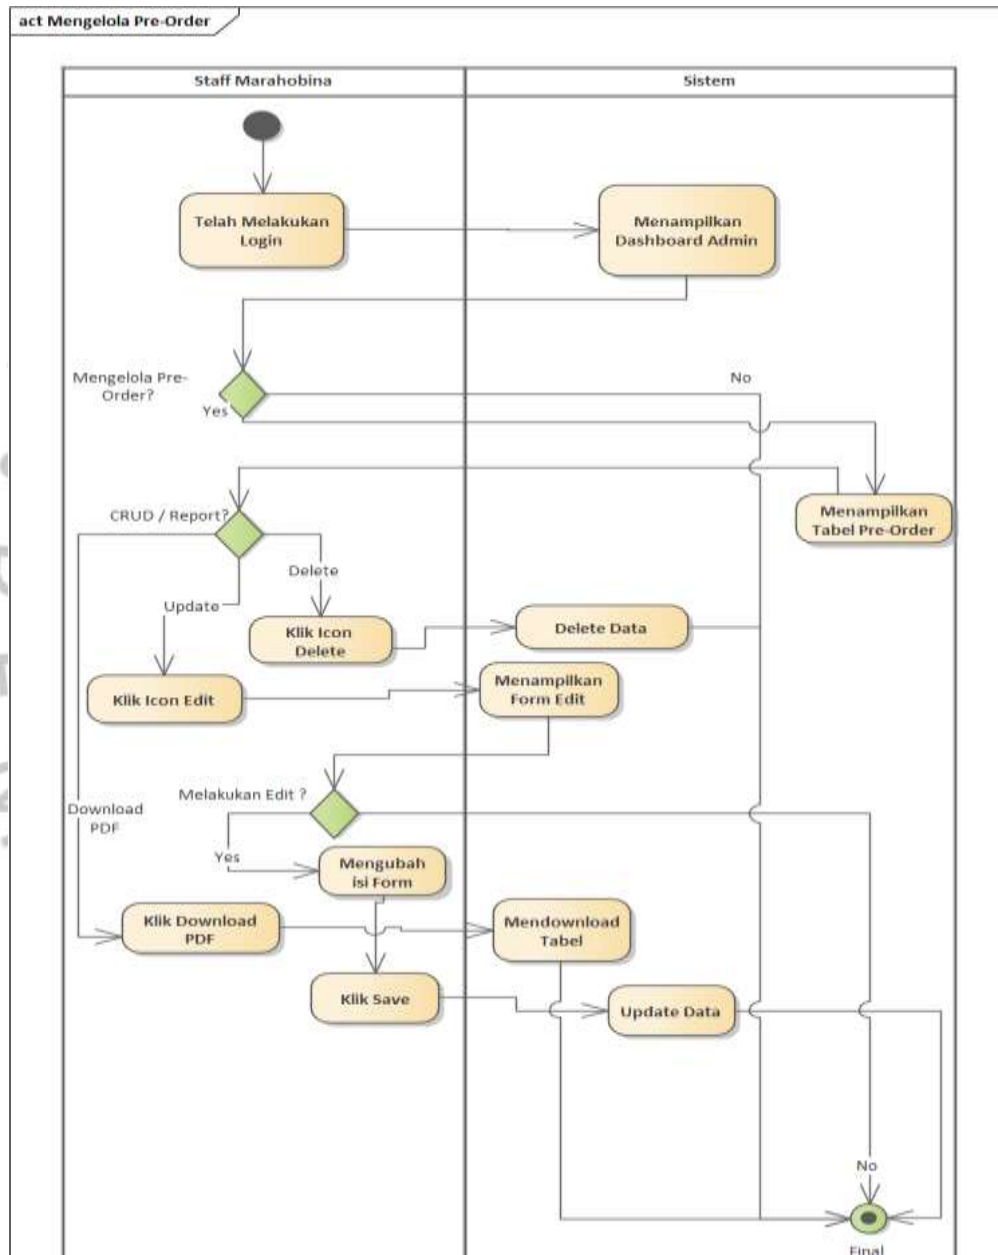 act Mengelola Pre-Order
Staff Marahobina
Sistem
Telah Melakukan
Login
Menampilkan
Dashboard Admin
Mengelola Pre-
Order?
No
Yes
CRUD / Report?
Menampilkan
Tabel Pre-Order
Delete
Update
Klik Icon
Delete
Delete Data
Klik Icon Edit
Menampilkan
Form Edit
Melakukan Edit ?
Download
PDF
Yes
Mengubah
isi Form
Klik Download
PDF
Mendownload
Tabel
Klik Save
Update Data
No
Final